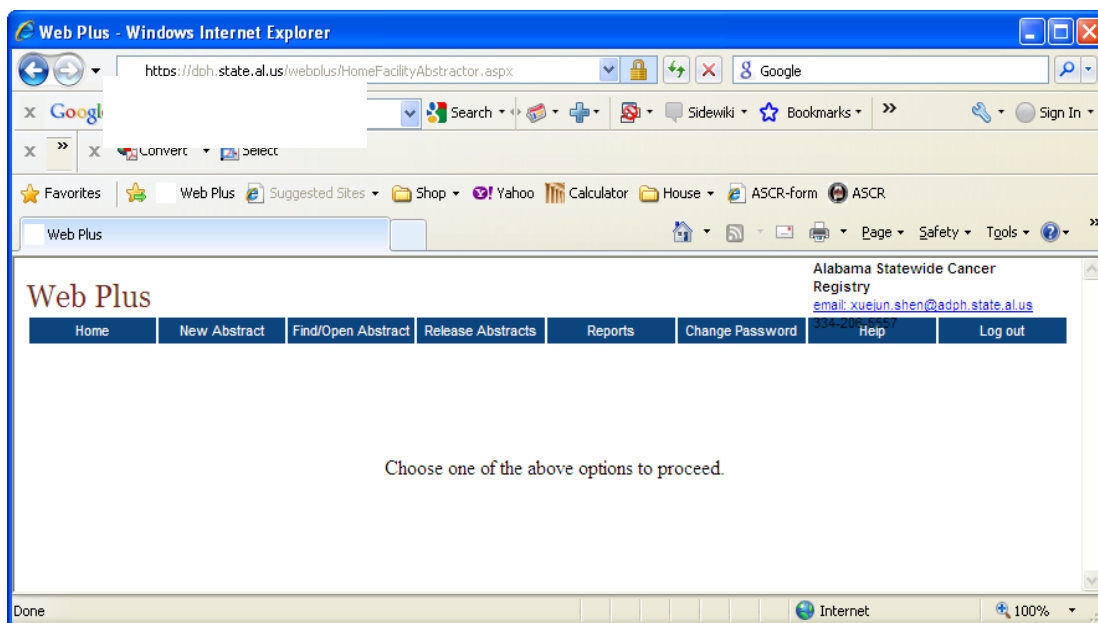 Web Plus - Windows Internet Explorer
https://dph.state.al.us/webplus/HomeFacilityAbstractor.aspx Google
x Googl Search Sidewiki Bookmarks » Sign In
x » x Convert Select
Favorites Web Plus Suggested Sites Shop Yahoo Calculator House ASCR-form ASCR
Web Plus Page Safety Tools »
Alabama Statewide Cancer
Registry
Web Plus
email: xuejun.shen@adph.state.al.us
334-206-5557
Home New Abstract Find/Open Abstract Release Abstracts Reports Change Password Help Log out
Choose one of the above options to proceed.
Done Internet 100%